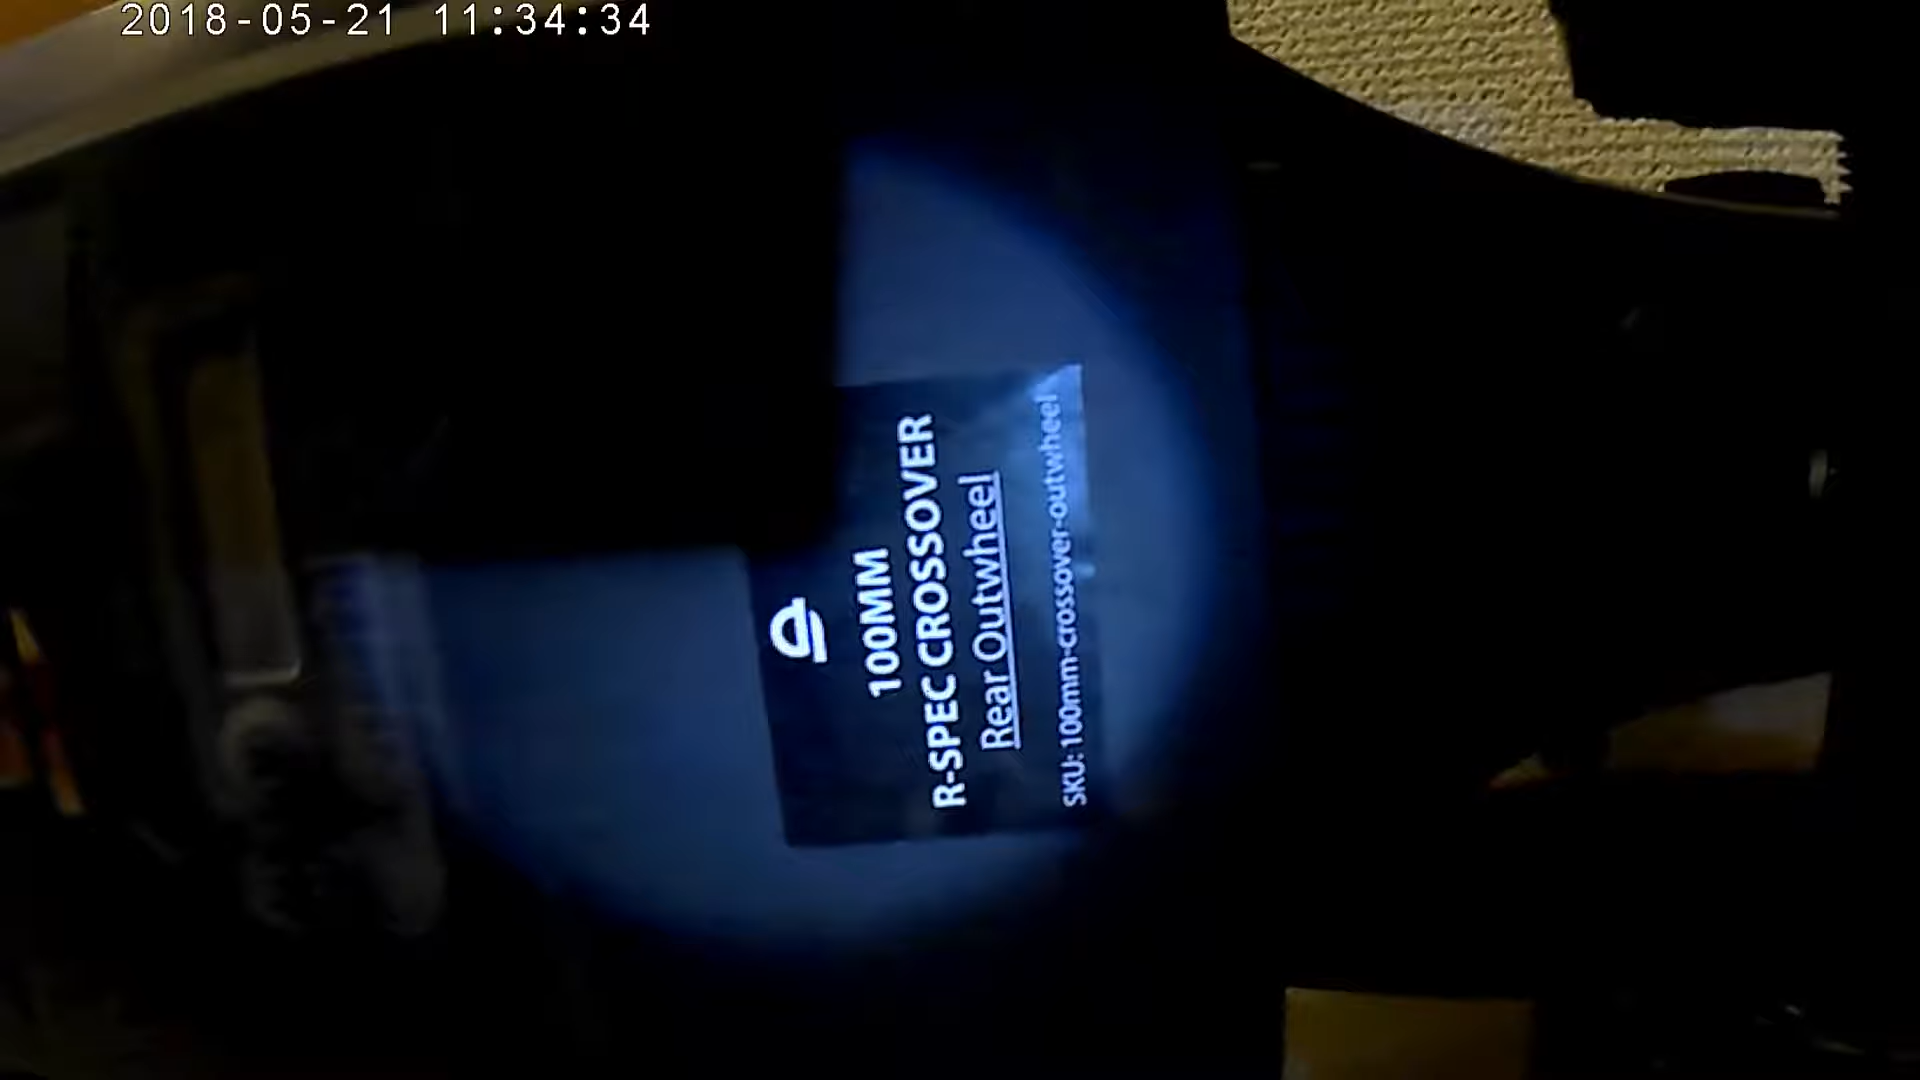 2018-05-21 11:34:34
100MM
R-SPEC CROSSOVER
Rear Outwheel
SKU: 100mm-crossover-outwheel